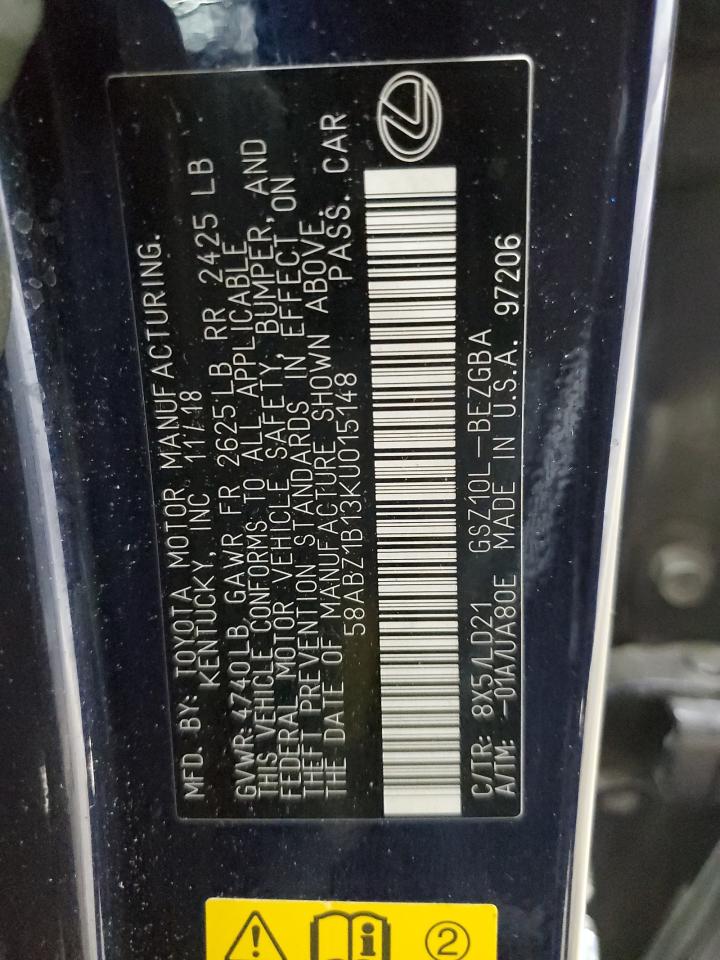 MFD. BY: TOYOTA MOTOR MANUFACTURING.
KENTUCKY, INC 11/18
GVWR: 4740LB, GAWR FR 2625LB RR 2425 LB
THIS VEHICLE CONFORMS TO ALL APPLICABLE
FEDERAL MOTOR VEHICLE SAFETY, BUMPER, AND
THEFT PREVENTION STANDARDS IN EFFECT ON
THE DATE OF MANUFACTURE SHOWN ABOVE.
58ABZ1B13KU015148 PASS. CAR
C/TR: 8X5/LD21 GSZ10L-BEZGBA
A/TM: -01A/UA80E MADE IN U.S.A. 97206
2